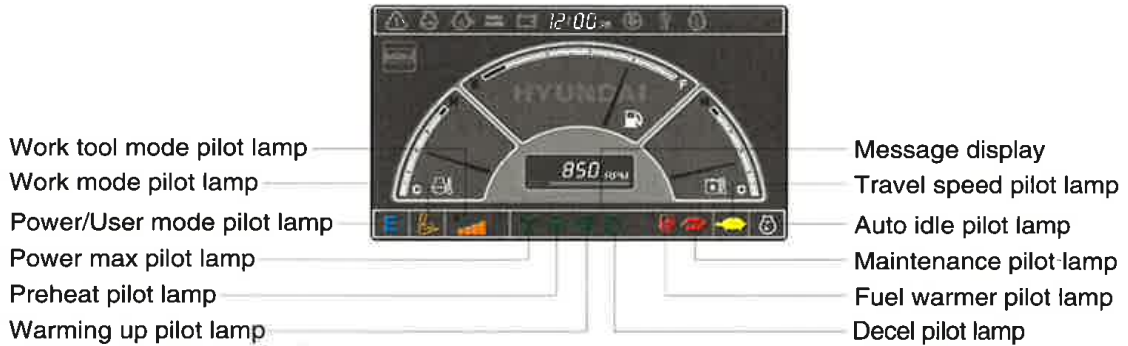 12:00
E
F
HYUNDAI
H
H
C
C
850 RPM
E
Work tool mode pilot lamp
Work mode pilot lamp
Power/User mode pilot lamp
Power max pilot lamp
Preheat pilot lamp
Warming up pilot lamp
Message display
Travel speed pilot lamp
Auto idle pilot lamp
Maintenance pilot lamp
Fuel warmer pilot lamp
Decel pilot lamp